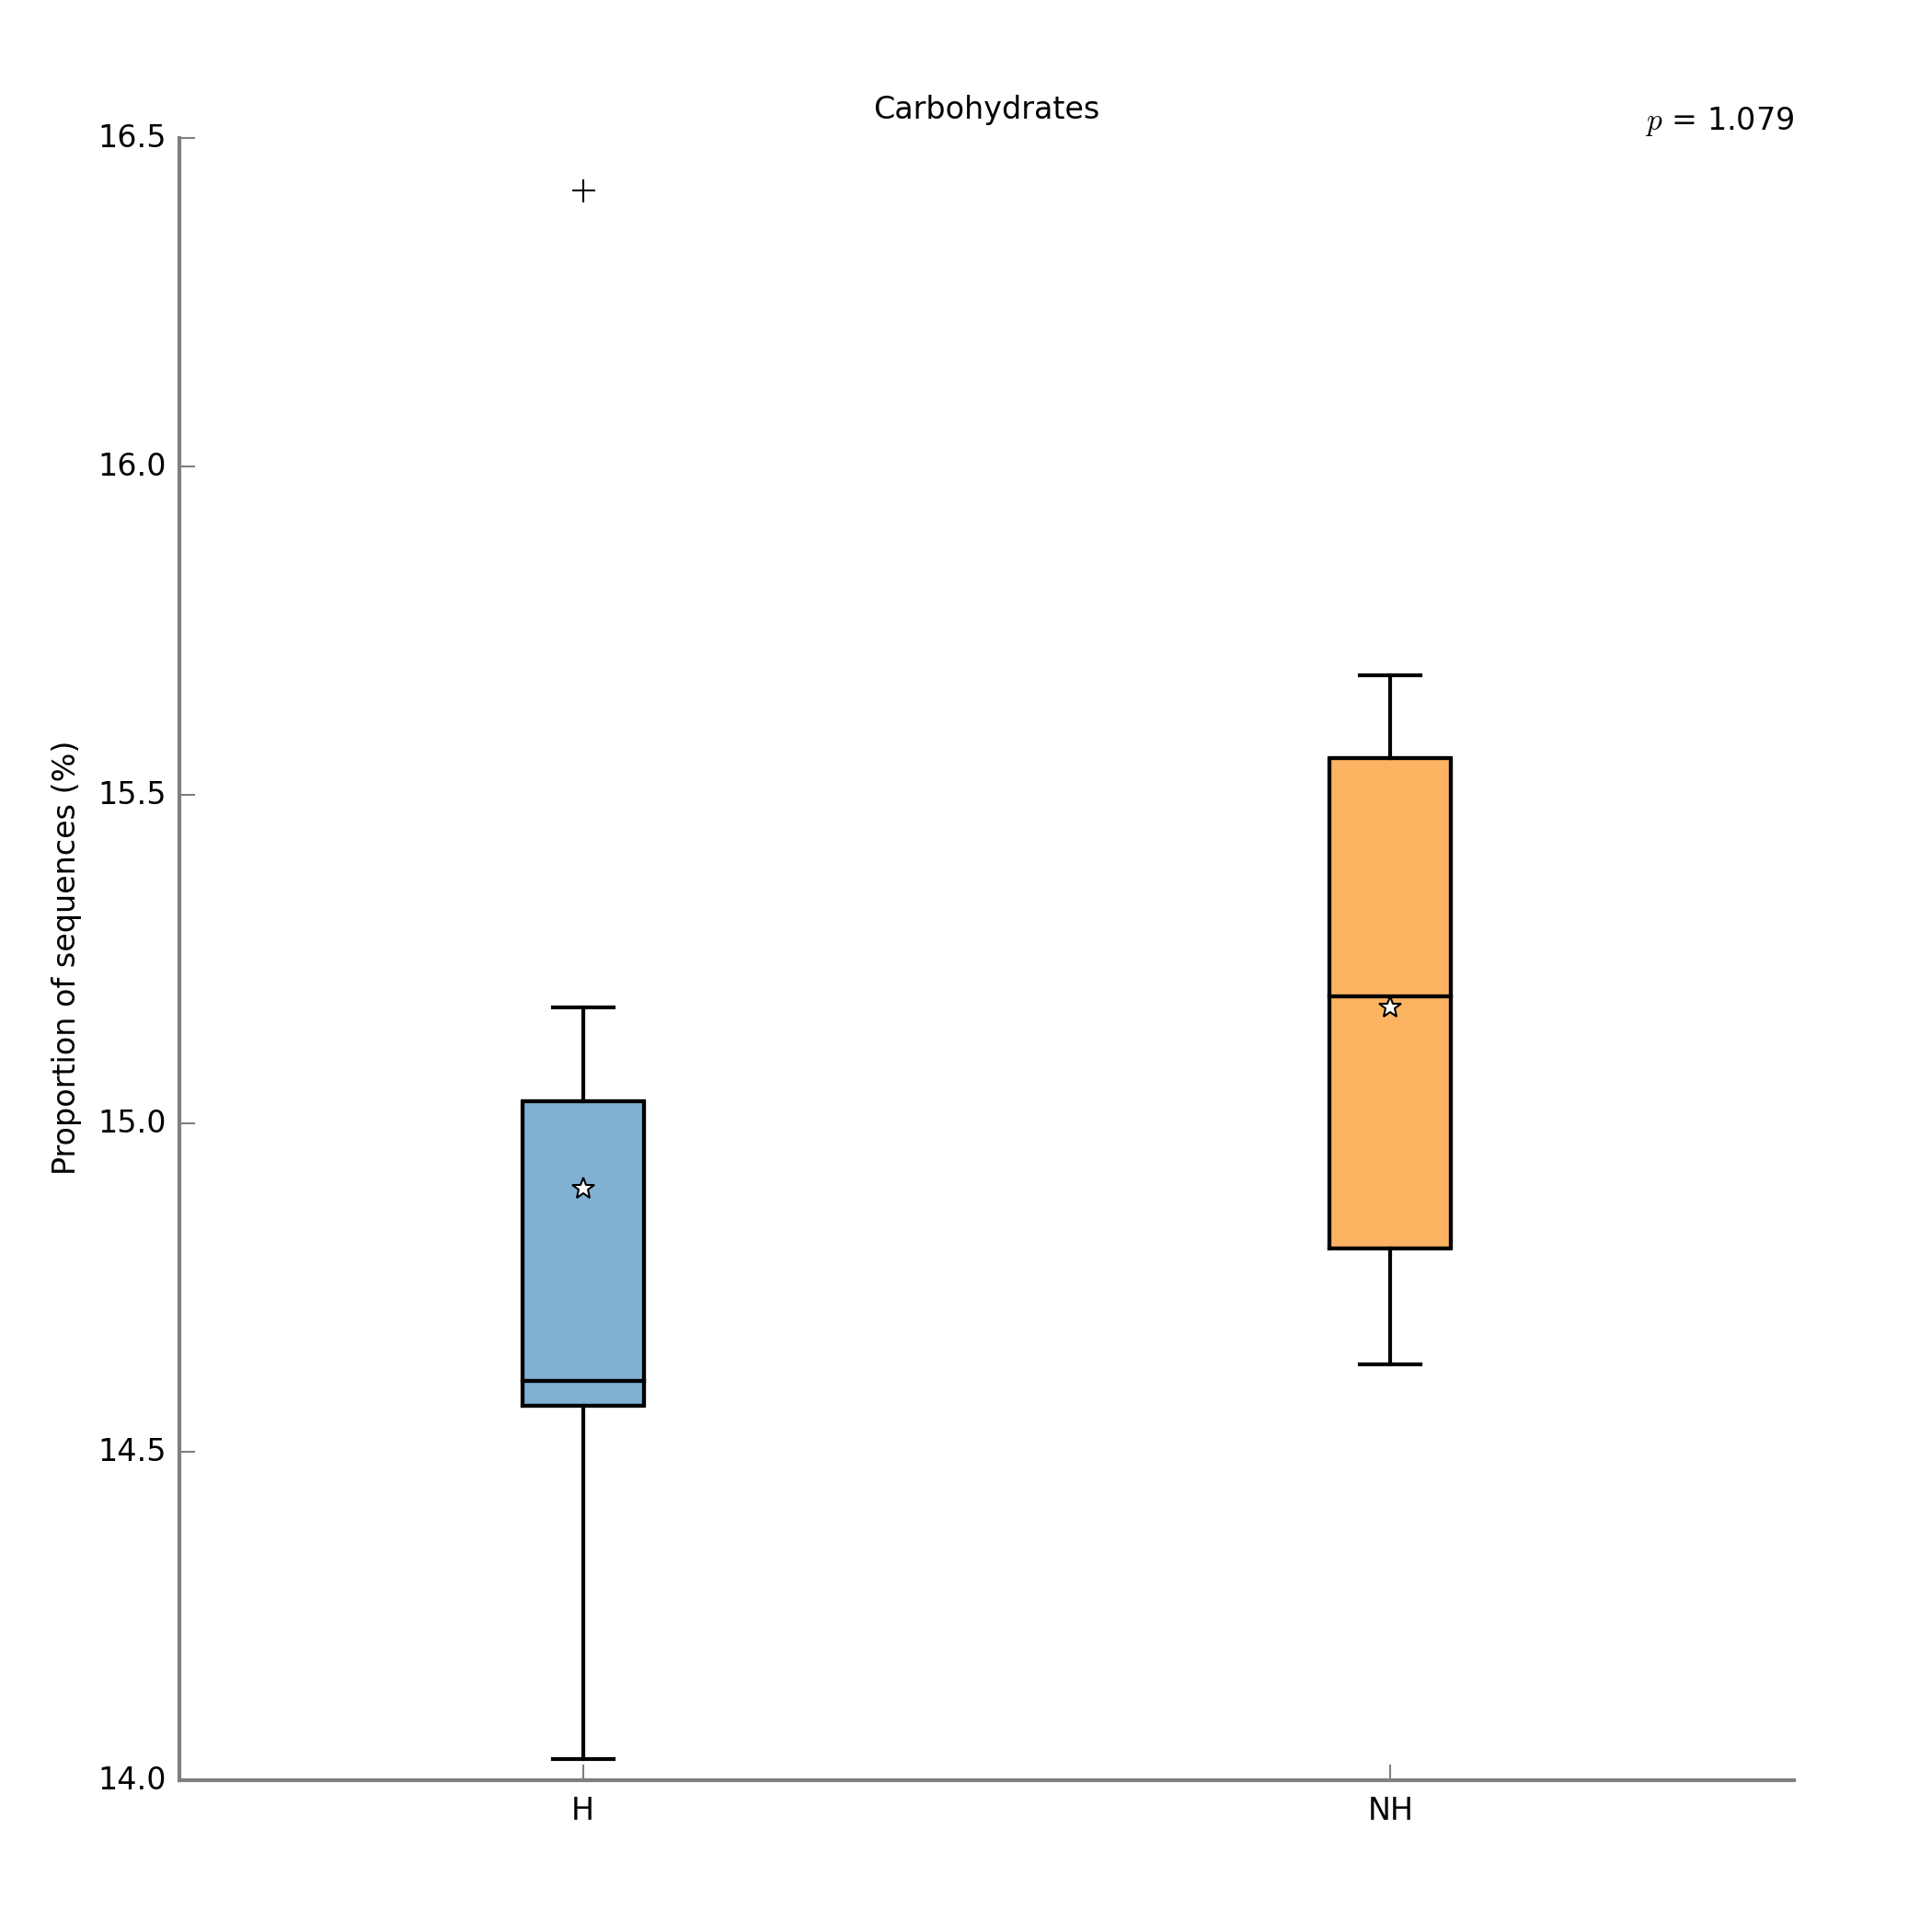 Carbohydrates
p = 1.079
16.5
16.0
15.5
15.0
14.5
14.0
Proportion of sequences (%)
H
NH